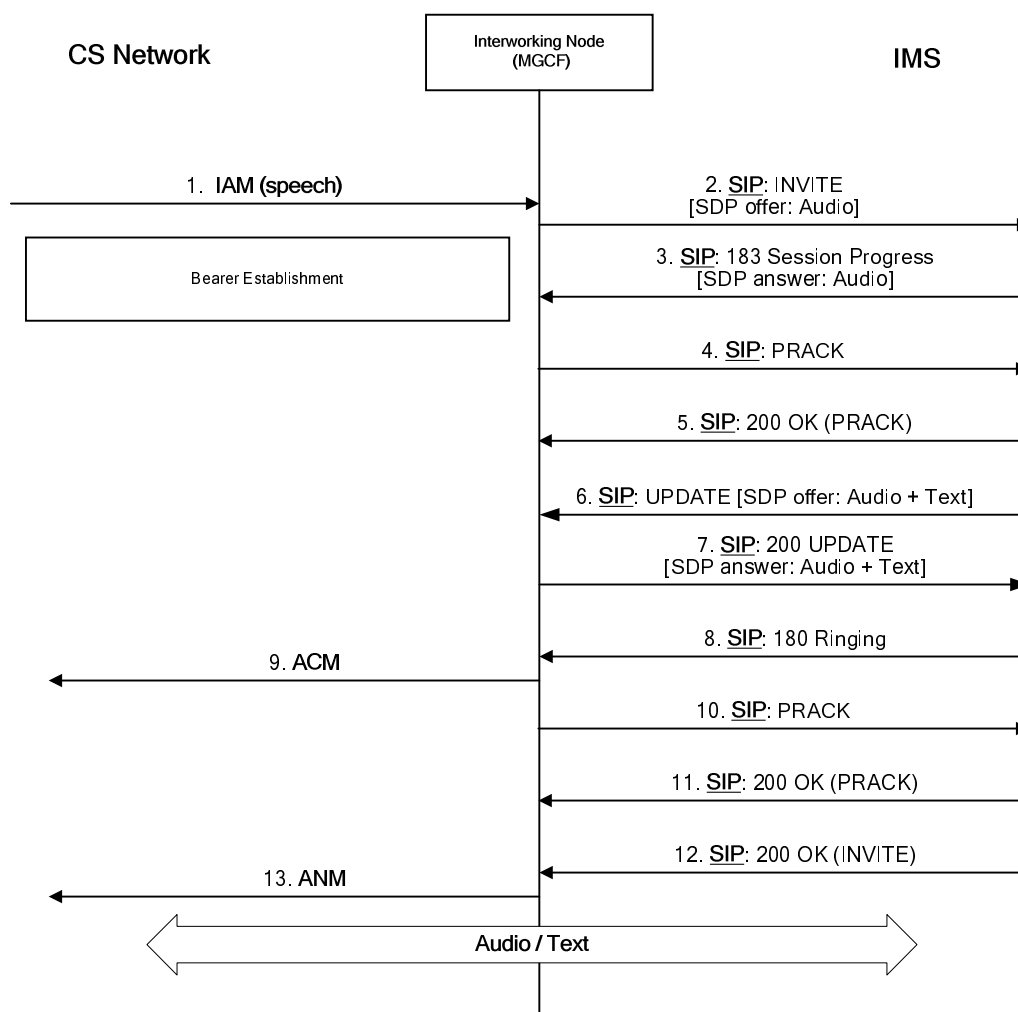 CS Network
Interworking Node
(MGCF)
IMS
1. IAM (speech)
2. SIP: INVITE
[SDP offer: Audio]
Bearer Establishment
3. SIP: 183 Session Progress
[SDP answer: Audio]
4. SIP: PRACK
5. SIP: 200 OK (PRACK)
6. SIP: UPDATE [SDP offer: Audio + Text]
7. SIP: 200 UPDATE
[SDP answer: Audio + Text]
8. SIP: 180 Ringing
9. ACM
10. SIP: PRACK
11. SIP: 200 OK (PRACK)
12. SIP: 200 OK (INVITE)
13. ANM
Audio / Text